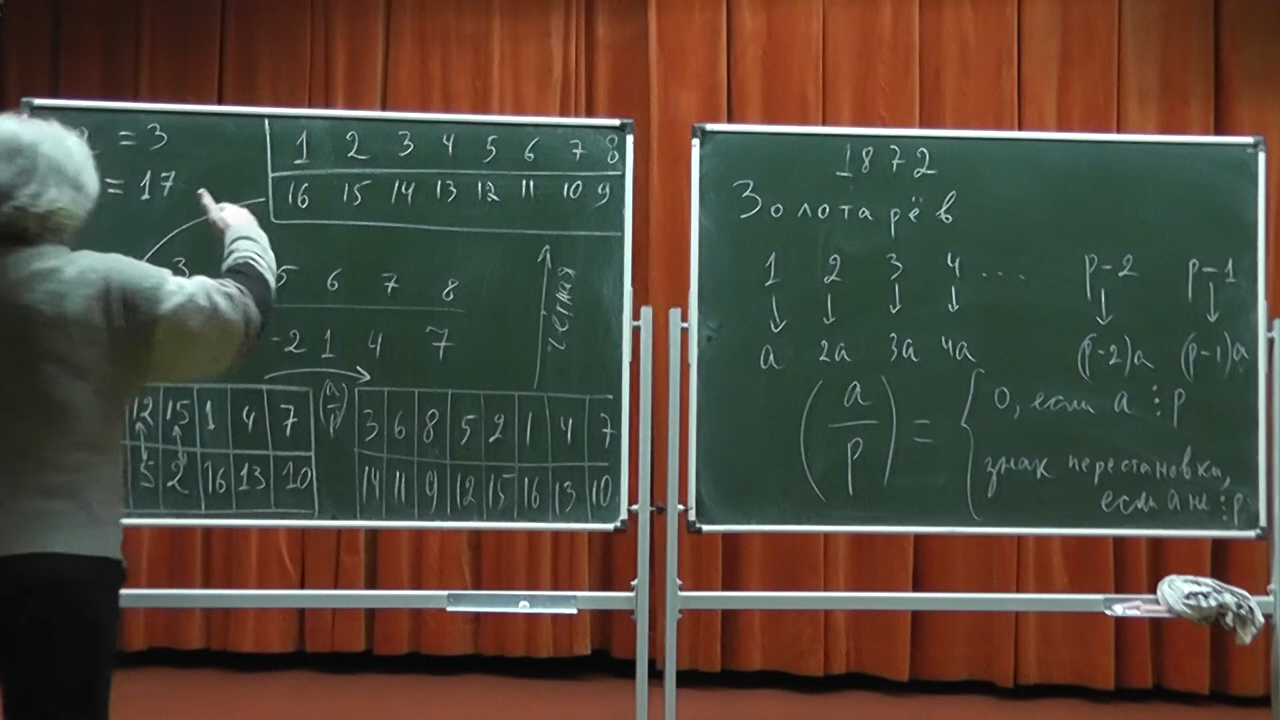 = 3
= 17
1 2 3 4 5 6 7 8
16 15 14 13 12 11 10 9
3 5 6 7 8
-2 1 4 7
чётная
12 15 1 4 7
5 2 16 13 10
(a/p)
3 6 8 5 2 1 4 7
14 11 9 12 15 16 13 10
1872
Золотарёв
1 2 3 4 .... p-2 p-1
↓ ↓ ↓ ↓ ↓ ↓
a 2a 3a 4a (p-2)a (p-1)a
(a/p) = { 0, если a ⋮ p
знак перестановки,
если a не ⋮ p